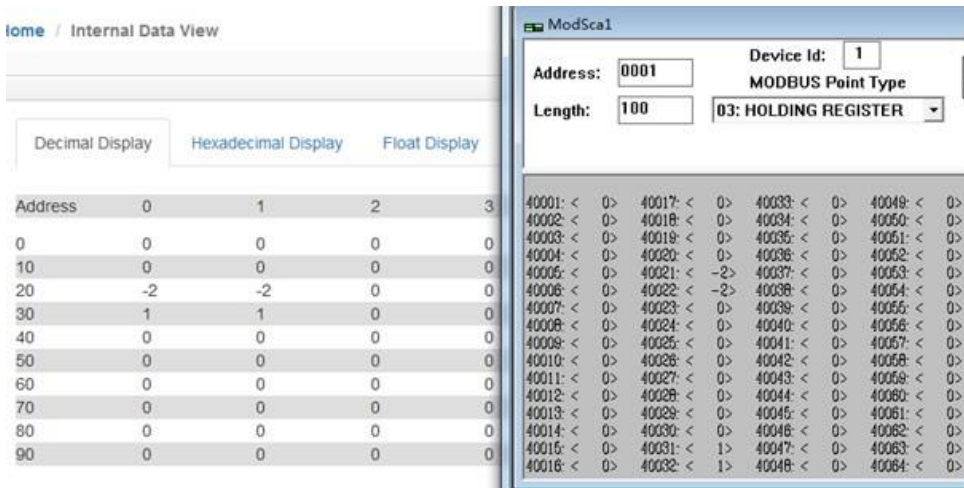 Home / Internal Data View
Decimal Display Hexadecimal Display Float Display
Address 0 1 2 3
0 0 0 0 0
10 0 0 0 0
20 -2 -2 0 0
30 1 1 0 0
40 0 0 0 0
50 0 0 0 0
60 0 0 0 0
70 0 0 0 0
80 0 0 0 0
90 0 0 0 0
ModSca1
Device Id: 1
Address: 0001
MODBUS Point Type
Length: 100 03: HOLDING REGISTER
40001: < 0> 40017: < 0> 40033: < 0> 40049: < 0>
40002: < 0> 40018: < 0> 40034: < 0> 40050: < 0>
40003: < 0> 40019: < 0> 40035: < 0> 40051: < 0>
40004: < 0> 40020: < 0> 40036: < 0> 40052: < 0>
40005: < 0> 40021: < -2> 40037: < 0> 40053: < 0>
40006: < 0> 40022: < -2> 40038: < 0> 40054: < 0>
40007: < 0> 40023: < 0> 40039: < 0> 40055: < 0>
40008: < 0> 40024: < 0> 40040: < 0> 40056: < 0>
40009: < 0> 40025: < 0> 40041: < 0> 40057: < 0>
40010: < 0> 40026: < 0> 40042: < 0> 40058: < 0>
40011: < 0> 40027: < 0> 40043: < 0> 40059: < 0>
40012: < 0> 40028: < 0> 40044: < 0> 40060: < 0>
40013: < 0> 40029: < 0> 40045: < 0> 40061: < 0>
40014: < 0> 40030: < 0> 40046: < 0> 40062: < 0>
40015: < 0> 40031: < 1> 40047: < 0> 40063: < 0>
40016: < 0> 40032: < 1> 40048: < 0> 40064: < 0>